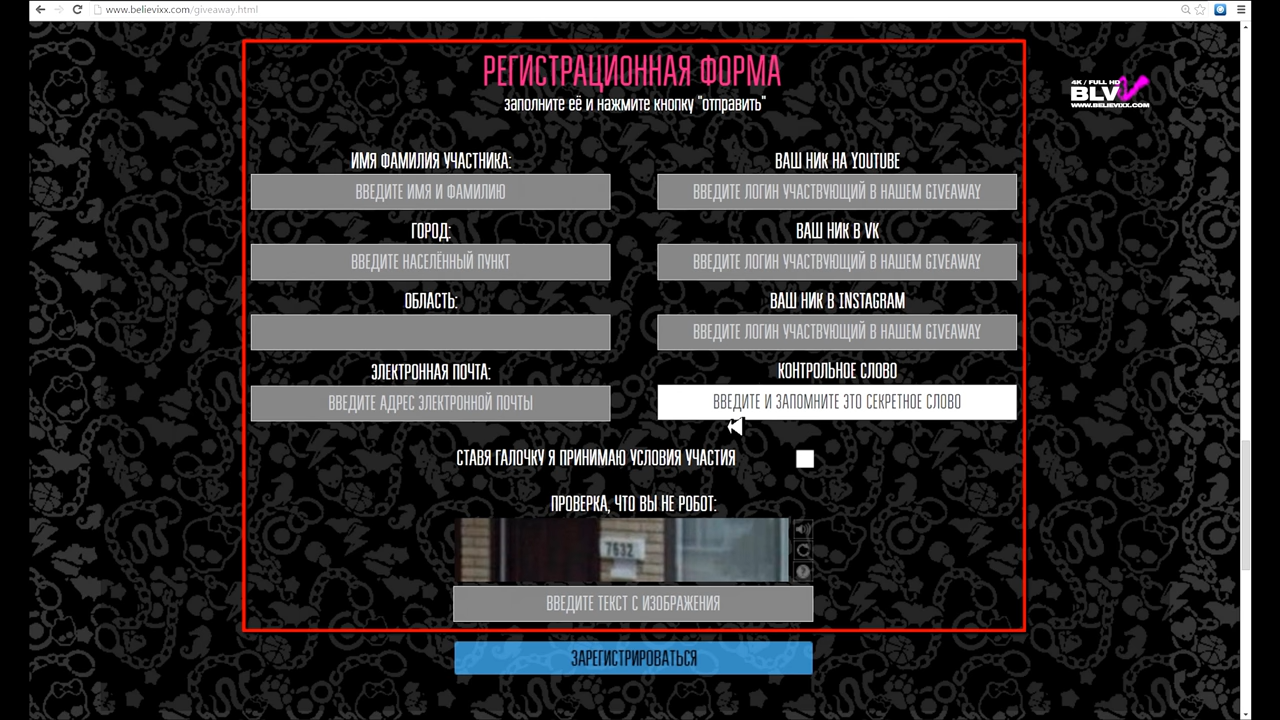 www.believixx.com/giveaway.html
РЕГИСТРАЦИОННАЯ ФОРМА
заполните её и нажмите кнопку "отправить"
4K / FULL HD
BLV
WWW.BELIEVIXX.COM
ИМЯ ФАМИЛИЯ УЧАСТНИКА:
ВВЕДИТЕ ИМЯ И ФАМИЛИЮ
ГОРОД:
ВВЕДИТЕ НАСЕЛЁННЫЙ ПУНКТ
ОБЛАСТЬ:
ЭЛЕКТРОННАЯ ПОЧТА:
ВВЕДИТЕ АДРЕС ЭЛЕКТРОННОЙ ПОЧТЫ
ВАШ НИК НА YOUTUBE
ВВЕДИТЕ ЛОГИН УЧАСТВУЮЩИЙ В НАШЕМ GIVEAWAY
ВАШ НИК В VK
ВВЕДИТЕ ЛОГИН УЧАСТВУЮЩИЙ В НАШЕМ GIVEAWAY
ВАШ НИК В INSTAGRAM
ВВЕДИТЕ ЛОГИН УЧАСТВУЮЩИЙ В НАШЕМ GIVEAWAY
КОНТРОЛЬНОЕ СЛОВО
ВВЕДИТЕ И ЗАПОМНИТЕ ЭТО СЕКРЕТНОЕ СЛОВО
СТАВЯ ГАЛОЧКУ Я ПРИНИМАЮ УСЛОВИЯ УЧАСТИЯ
ПРОВЕРКА, ЧТО ВЫ НЕ РОБОТ:
7632
ВВЕДИТЕ ТЕКСТ С ИЗОБРАЖЕНИЯ
ЗАРЕГИСТРИРОВАТЬСЯ